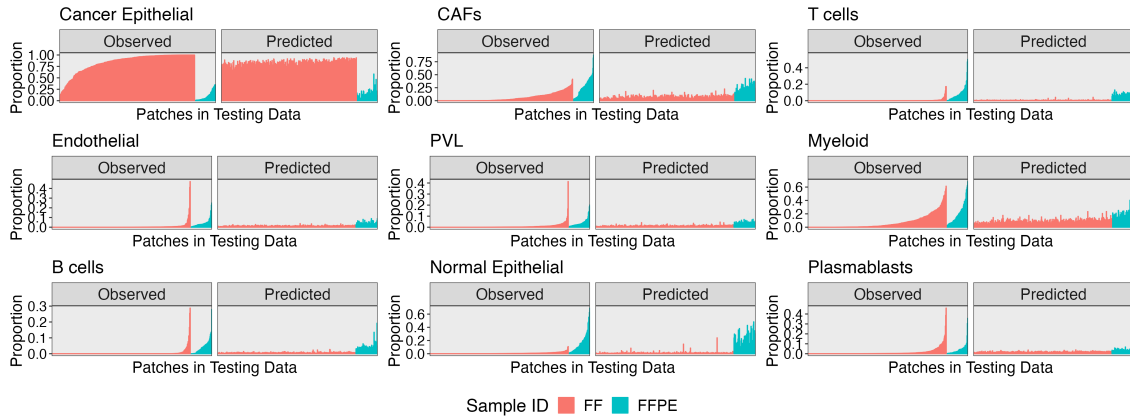 Cancer Epithelial
Observed Predicted
Proportion
1.00
0.75
0.50
0.25
0.00
Patches in Testing Data
CAFs
Observed Predicted
Proportion
0.75
0.50
0.25
0.00
Patches in Testing Data
T cells
Observed Predicted
Proportion
0.4
0.2
0.0
Patches in Testing Data
Endothelial
Observed Predicted
Proportion
0.4
0.3
0.2
0.1
0.0
Patches in Testing Data
PVL
Observed Predicted
Proportion
0.4
0.3
0.2
0.1
0.0
Patches in Testing Data
Myeloid
Observed Predicted
Proportion
0.6
0.4
0.2
0.0
Patches in Testing Data
B cells
Observed Predicted
Proportion
0.3
0.2
0.1
0.0
Patches in Testing Data
Normal Epithelial
Observed Predicted
Proportion
0.6
0.4
0.2
0.0
Patches in Testing Data
Plasmablasts
Observed Predicted
Proportion
0.4
0.3
0.2
0.1
0.0
Patches in Testing Data
Sample ID FF FFPE